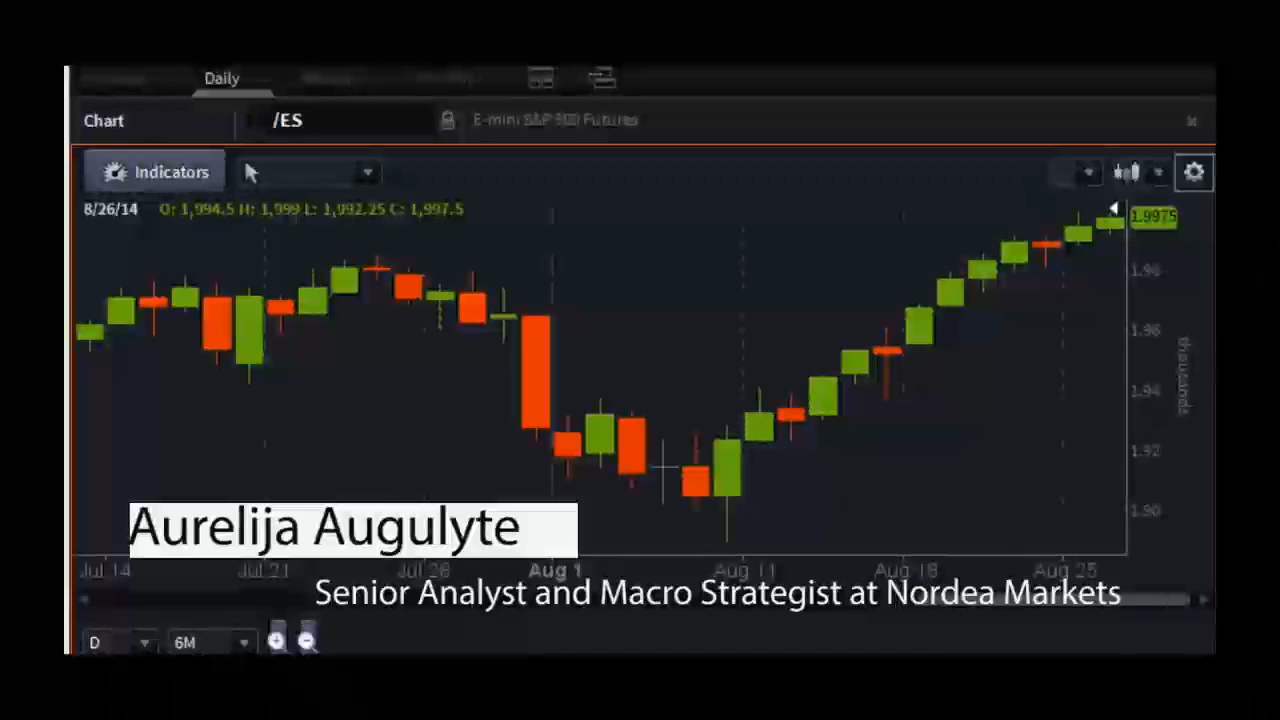 Daily
Chart /ES E-mini S&P 500 Futures
Indicators
8/26/14 O: 1,994.5 H: 1,999 L: 1,992.25 C: 1,997.5
1.9975
1.98
1.96
1.94
1.92
1.90
thousands
Aurelija Augulyte
Jul 14 Jul 21 Jul 28 Aug 1 Aug 11 Aug 18 Aug 25
Senior Analyst and Macro Strategist at Nordea Markets
D 6M